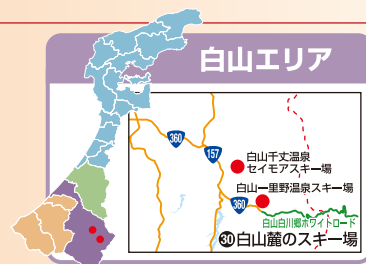 白山エリア
360
157
白山千丈温泉
セイモアスキー場
白山一里野温泉スキー場
360
白山白川郷ホワイトロード
㉚白山麓のスキー場